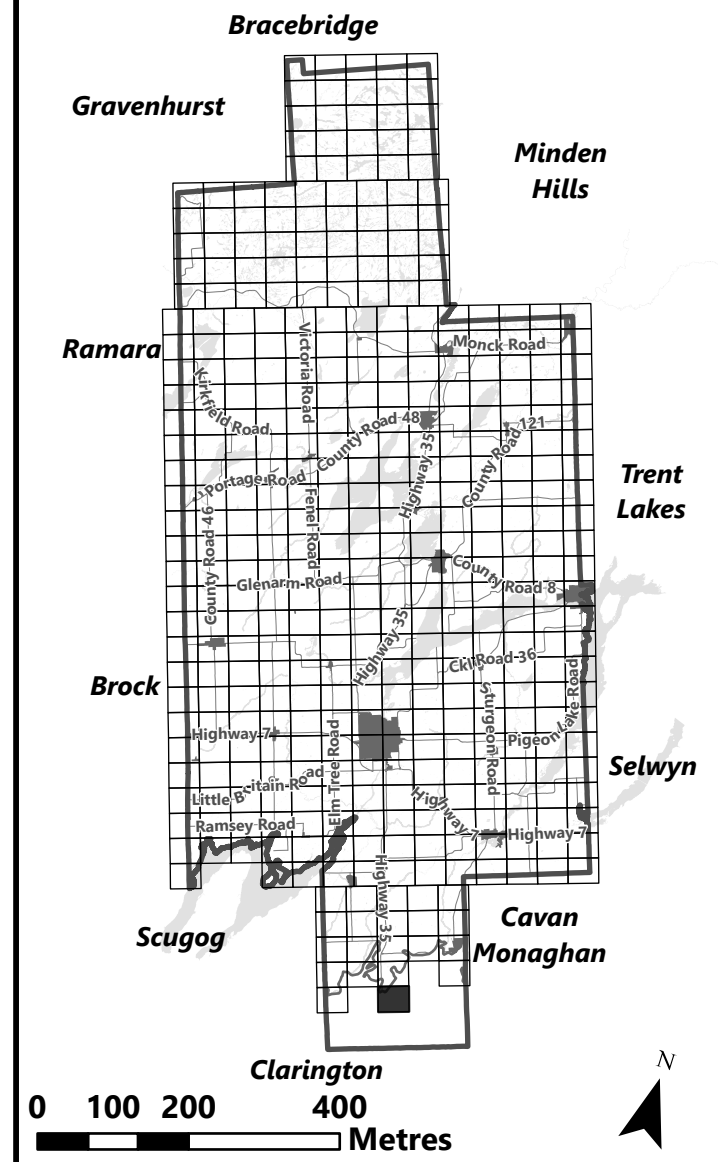 Bracebridge
Gravenhurst
Minden
Hills
Ramara
Monck Road
Victoria Road
Kirkfield Road
County Road 48
County Road 121
Highway 35
Portage Road
Trent
Lakes
Fenel Road
County Road 46
Glenarm Road
County Road 8
Highway 35
Ckl Road 36
Brock
Sturgeon Road
Pigeon Lake Road
Highway 7
Elm Tree Road
Selwyn
Little Britain Road
Highway 7
Ramsey Road
Highway 7
Highway 35
Scugog
Cavan
Monaghan
Clarington
N
0 100 200 400
Metres